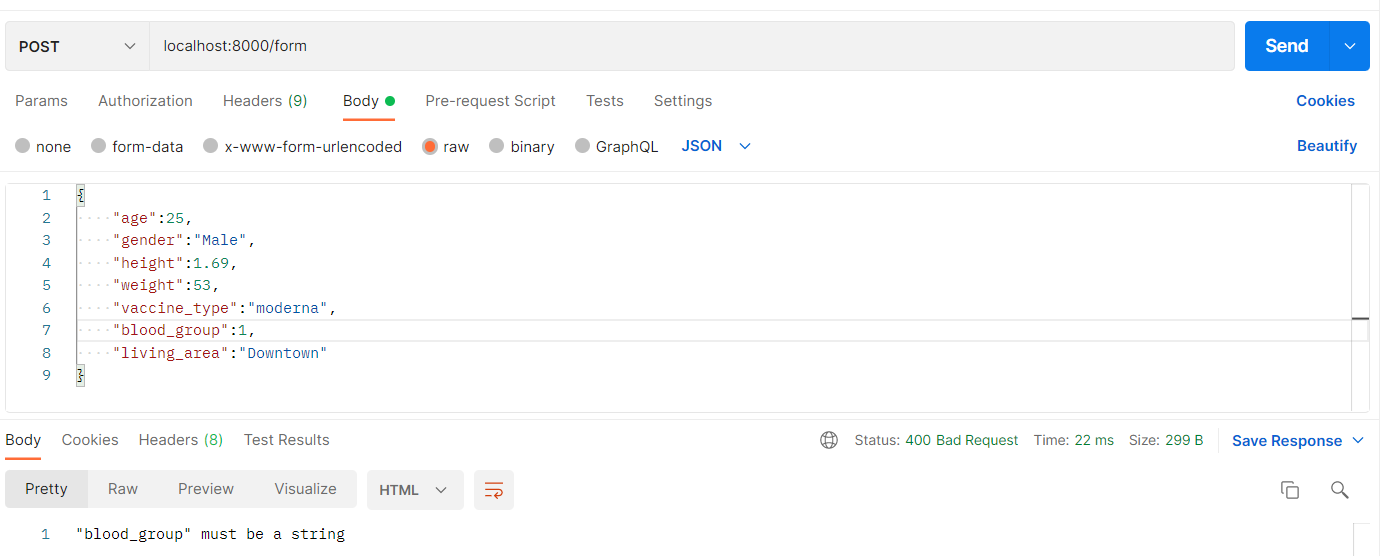 POST localhost:8000/form Send
Params Authorization Headers (9) Body Pre-request Script Tests Settings Cookies
none form-data x-www-form-urlencoded raw binary GraphQL JSON Beautify
1 {
2 ····"age":25,
3 ····"gender":"Male",
4 ····"height":1.69,
5 ····"weight":53,
6 ····"vaccine_type":"moderna",
7 ····"blood_group":1,
8 ····"living_area":"Downtown"
9 }
Body Cookies Headers (8) Test Results Status: 400 Bad Request Time: 22 ms Size: 299 B Save Response
Pretty Raw Preview Visualize HTML
1 "blood_group" must be a string